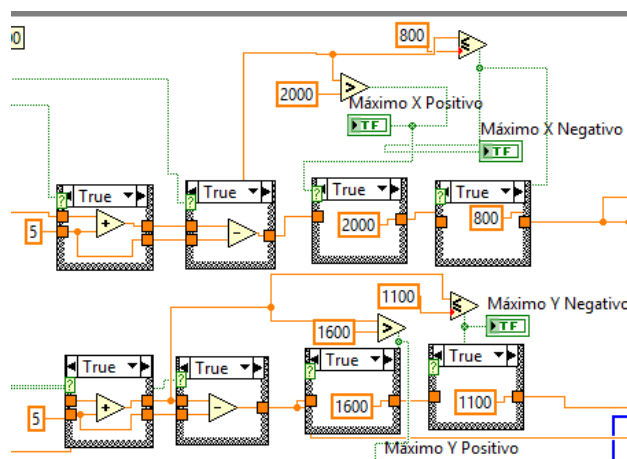 800
2000
Máximo X Positivo
TF
Máximo X Negativo
TF
True
True
True
True
5
2000
800
1100
Máximo Y Negativo
TF
1600
True
True
True
True
5
1600
1100
Máximo Y Positivo